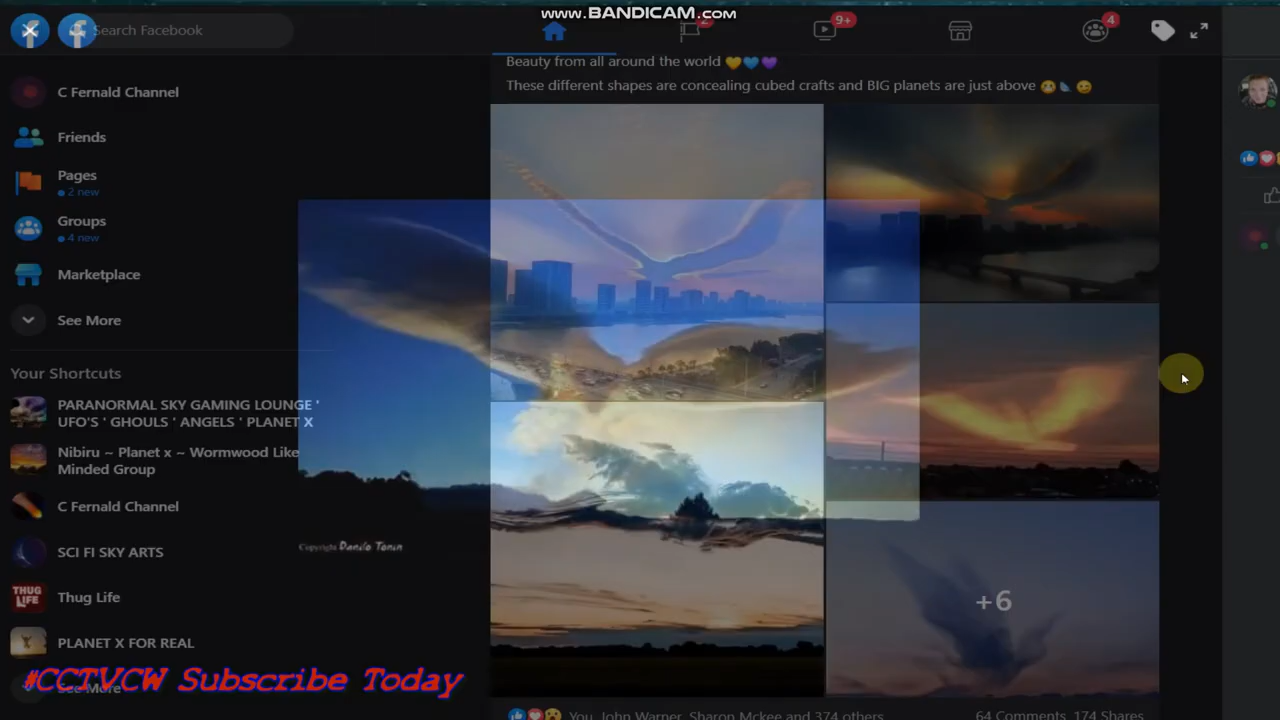 www.BANDICAM.com
Search Facebook
2
9+
4
C Fernald Channel
Friends
Pages
2 new
Groups
4 new
Marketplace
See More
Your Shortcuts
PARANORMAL SKY GAMING LOUNGE '
UFO'S ' GHOULS ' ANGELS ' PLANET X
Nibiru ~ Planet x ~ Wormwood Like
Minded Group
C Fernald Channel
SCI FI SKY ARTS
THUG
LIFE
Thug Life
PLANET X FOR REAL
See More
#CCTVCW Subscribe Today
Beauty from all around the world
These different shapes are concealing cubed crafts and BIG planets are just above
Copyright Danilo Tonin
+6
You, John Warner, Sharon Mckee and 374 others
64 Comments 174 Shares